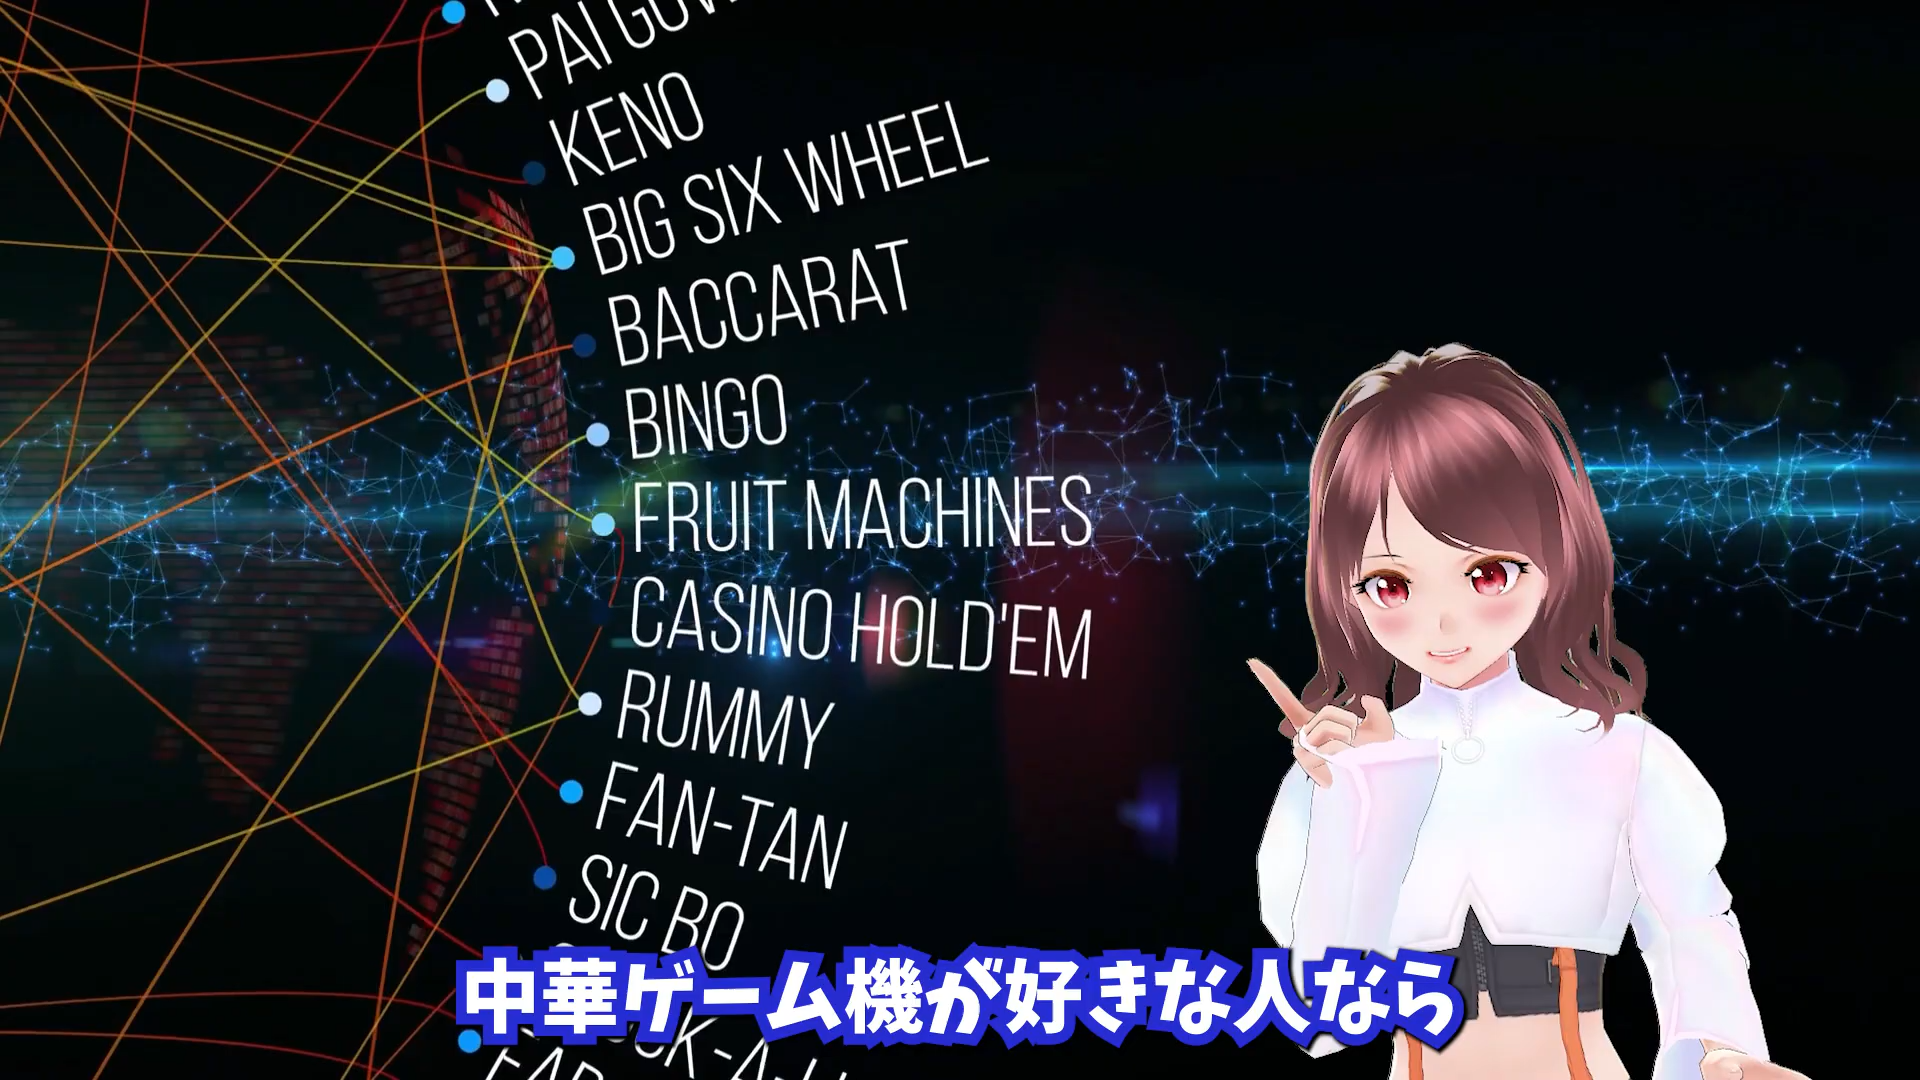 PAI GOW
KENO
BIG SIX WHEEL
BACCARAT
BINGO
FRUIT MACHINES
CASINO HOLD'EM
RUMMY
FAN-TAN
SIC BO
中華ゲーム機が好きな人なら